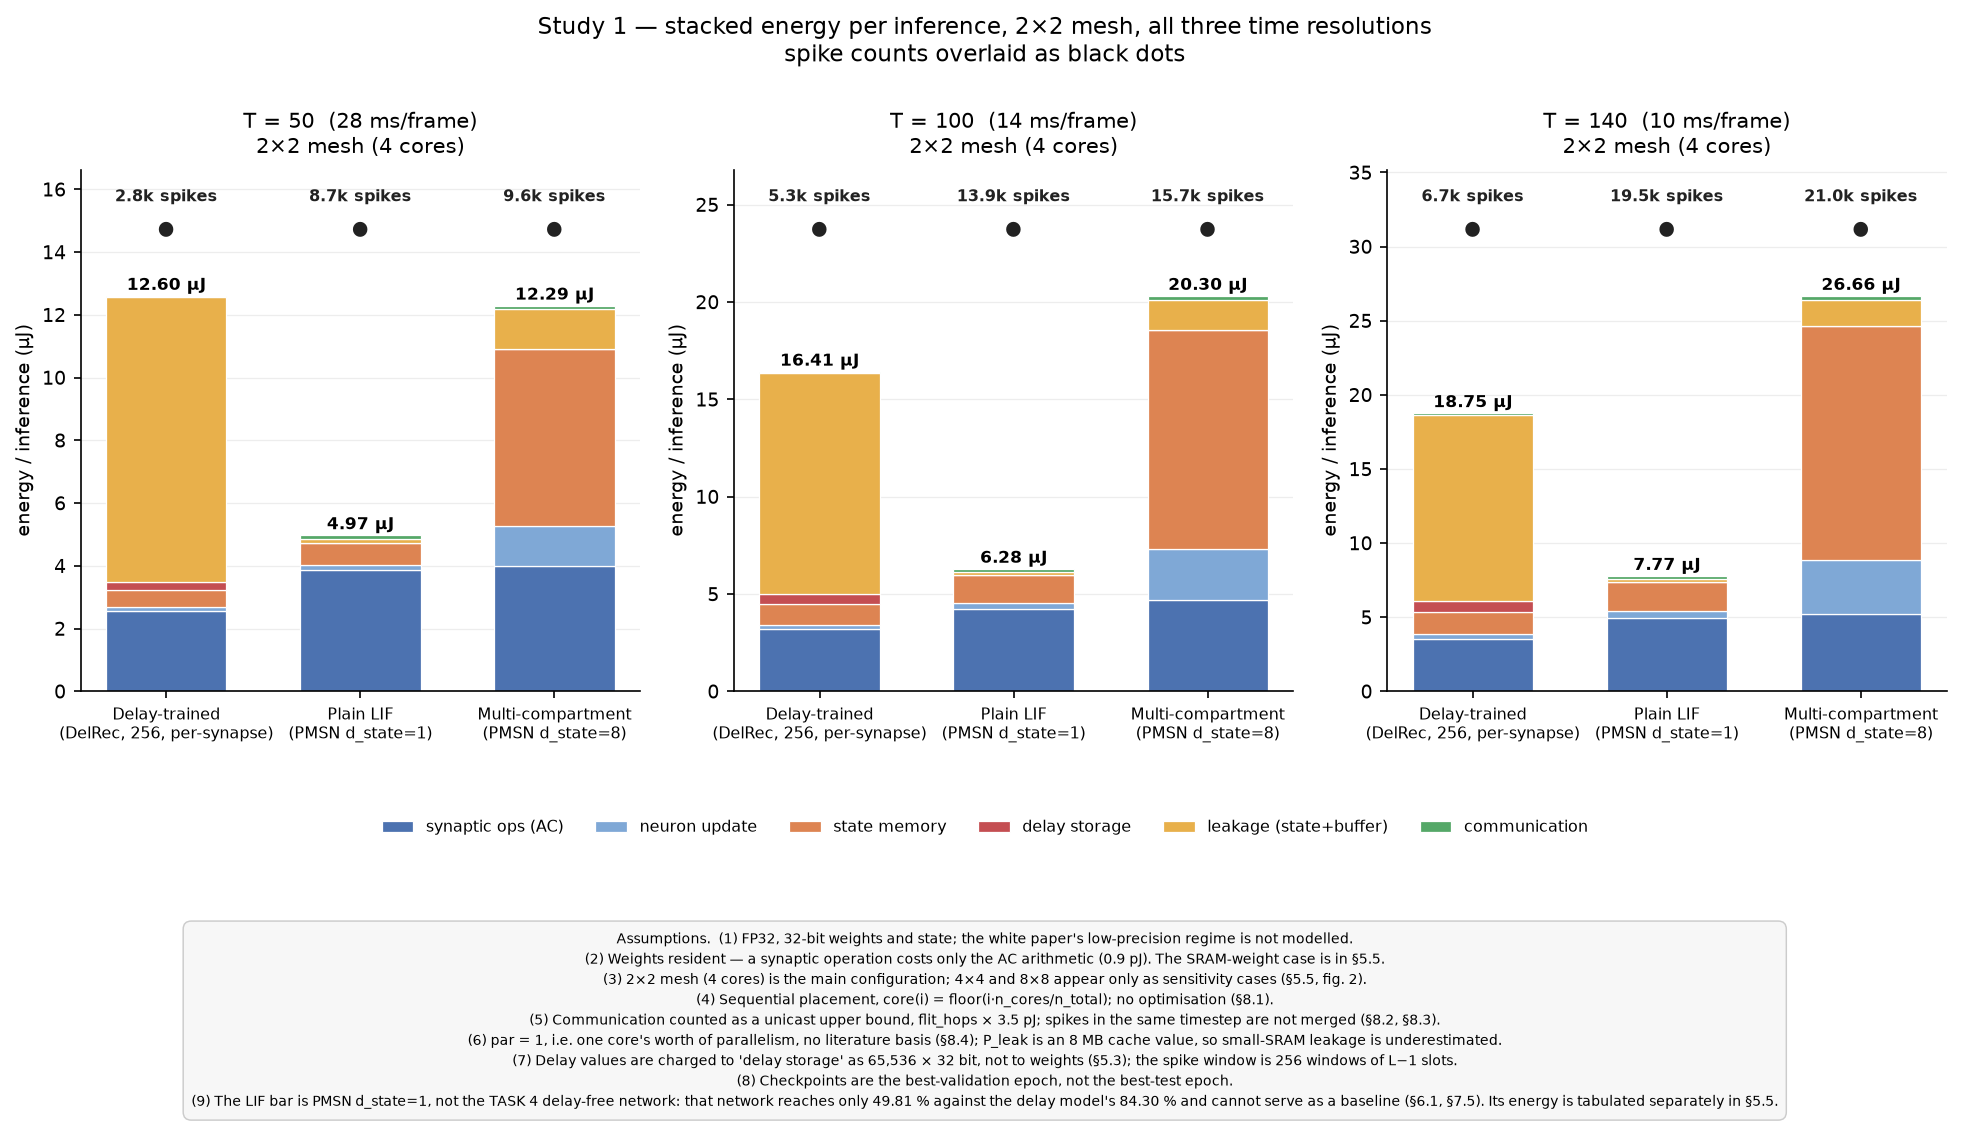 Study 1 — stacked energy per inference, 2×2 mesh, all three time resolutions
spike counts overlaid as black dots
T = 50  (28 ms/frame)
2×2 mesh (4 cores)
energy / inference (µJ)
16
14
12
10
8
6
4
2
0
2.8k spikes
8.7k spikes
9.6k spikes
12.60 µJ
4.97 µJ
12.29 µJ
Delay-trained
(DelRec, 256, per-synapse)
Plain LIF
(PMSN d_state=1)
Multi-compartment
(PMSN d_state=8)
T = 100  (14 ms/frame)
2×2 mesh (4 cores)
energy / inference (µJ)
25
20
15
10
5
0
5.3k spikes
13.9k spikes
15.7k spikes
16.41 µJ
6.28 µJ
20.30 µJ
Delay-trained
(DelRec, 256, per-synapse)
Plain LIF
(PMSN d_state=1)
Multi-compartment
(PMSN d_state=8)
T = 140  (10 ms/frame)
2×2 mesh (4 cores)
energy / inference (µJ)
35
30
25
20
15
10
5
0
6.7k spikes
19.5k spikes
21.0k spikes
18.75 µJ
7.77 µJ
26.66 µJ
Delay-trained
(DelRec, 256, per-synapse)
Plain LIF
(PMSN d_state=1)
Multi-compartment
(PMSN d_state=8)
synaptic ops (AC)
neuron update
state memory
delay storage
leakage (state+buffer)
communication
Assumptions.  (1) FP32, 32-bit weights and state; the white paper's low-precision regime is not modelled.
(2) Weights resident — a synaptic operation costs only the AC arithmetic (0.9 pJ). The SRAM-weight case is in §5.5.
(3) 2×2 mesh (4 cores) is the main configuration; 4×4 and 8×8 appear only as sensitivity cases (§5.5, fig. 2).
(4) Sequential placement, core(i) = floor(i·n_cores/n_total); no optimisation (§8.1).
(5) Communication counted as a unicast upper bound, flit_hops × 3.5 pJ; spikes in the same timestep are not merged (§8.2, §8.3).
(6) par = 1, i.e. one core's worth of parallelism, no literature basis (§8.4); P_leak is an 8 MB cache value, so small-SRAM leakage is underestimated.
(7) Delay values are charged to 'delay storage' as 65,536 × 32 bit, not to weights (§5.3); the spike window is 256 windows of L−1 slots.
(8) Checkpoints are the best-validation epoch, not the best-test epoch.
(9) The LIF bar is PMSN d_state=1, not the TASK 4 delay-free network: that network reaches only 49.81 % against the delay model's 84.30 % and cannot serve as a baseline (§6.1, §7.5). Its energy is tabulated separately in §5.5.